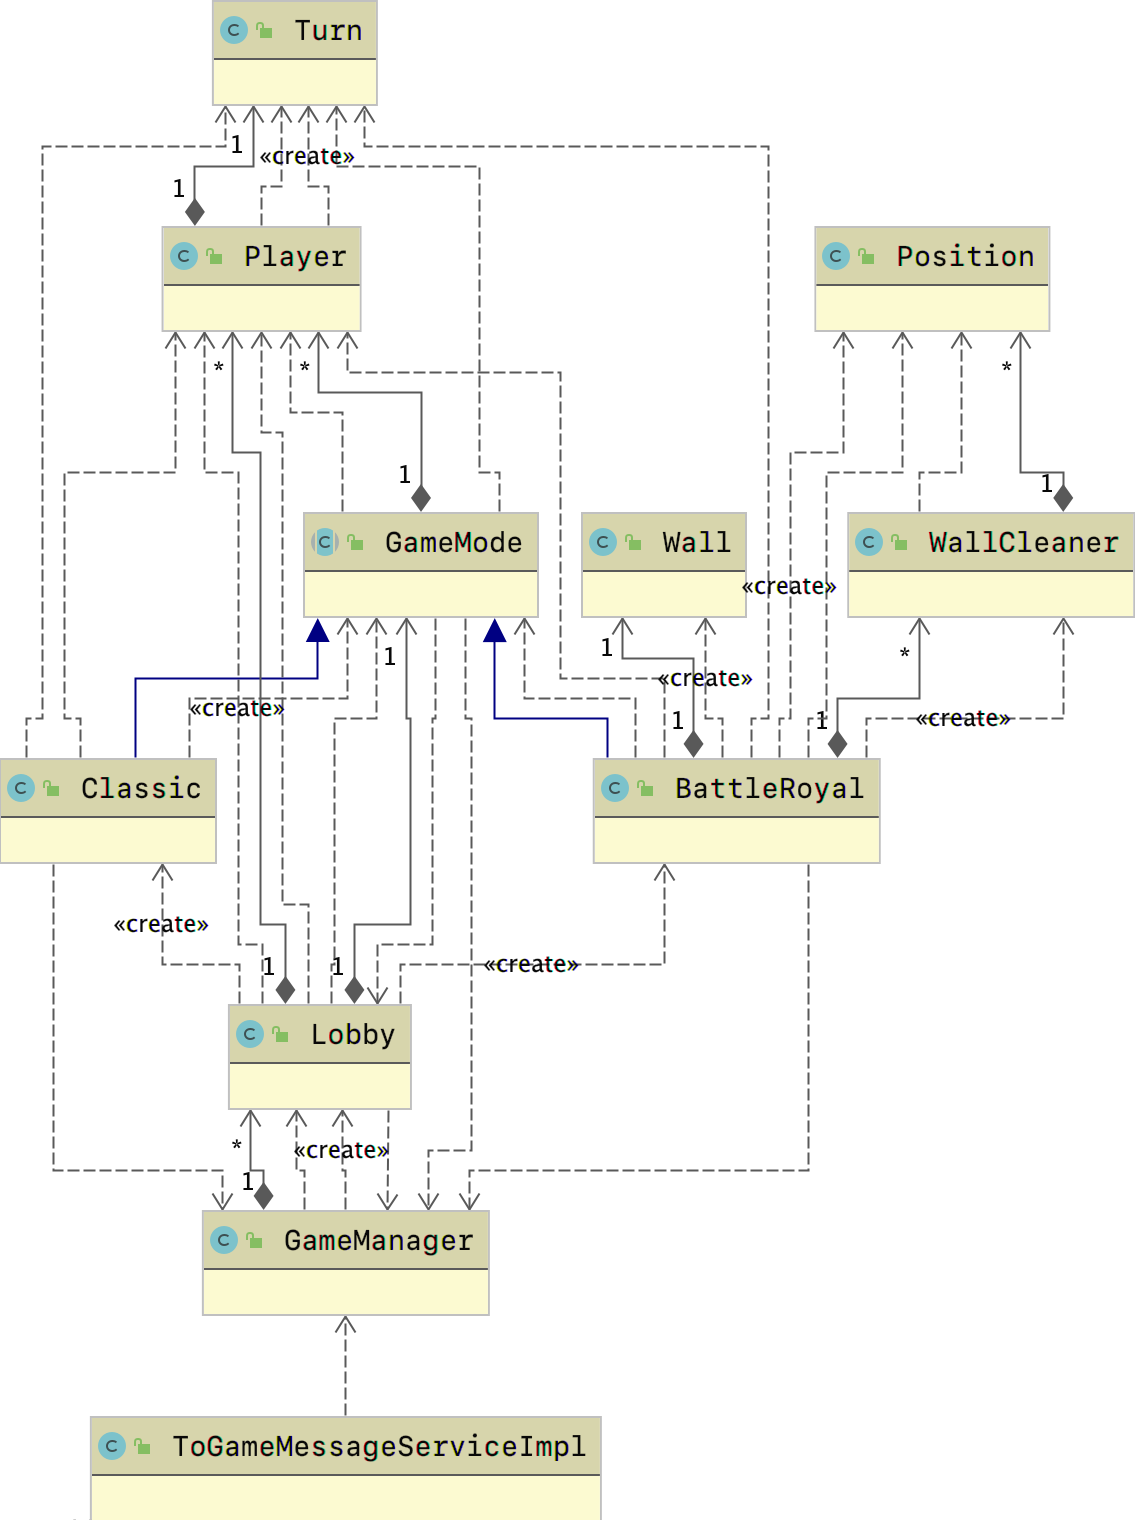 C Turn
1
«create»
1
C Player
C Position
*
*
*
1
1
C GameMode
C Wall
C WallCleaner
«create»
1
1
*
«create»
«create»
1
1
«create»
C Classic
C BattleRoyal
«create»
1
1
«create»
C Lobby
*
«create»
1
C GameManager
C ToGameMessageServiceImpl